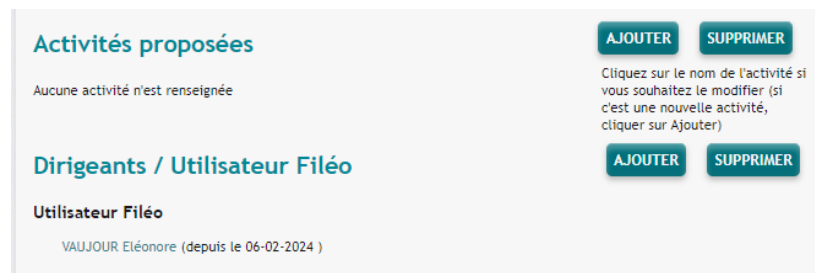 Activités proposées
AJOUTER SUPPRIMER
Aucune activité n'est renseignée
Cliquez sur le nom de l'activité si
vous souhaitez le modifier (si
c'est une nouvelle activité,
cliquer sur Ajouter)
Dirigeants / Utilisateur Filéo
AJOUTER SUPPRIMER
Utilisateur Filéo
VAUJOUR Eléonore (depuis le 06-02-2024 )